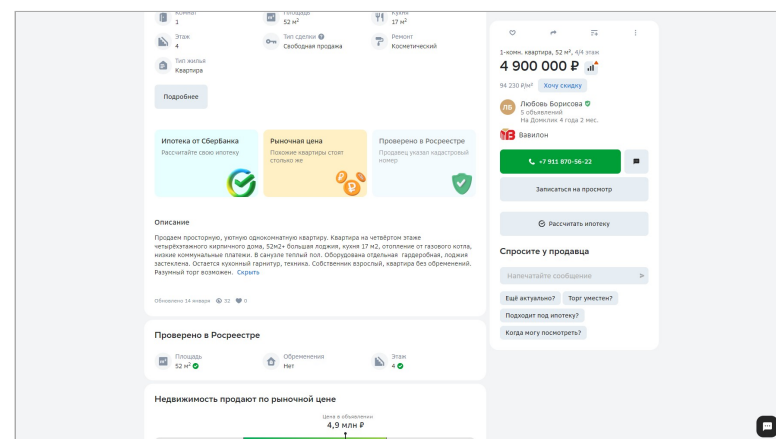 Комнат
1
Площадь
52 м²
Кухня
17 м²
Этаж
4
Тип сделки
Свободная продажа
Ремонт
Косметический
Тип жилья
Квартира
Подробнее
Ипотека от СберБанка
Рассчитайте свою ипотеку
Рыночная цена
Похожие квартиры стоят
столько же
Проверено в Росреестре
Продавец указал кадастровый
номер
Описание
Продаем просторную, уютную однокомнатную квартиру. Квартира на четвёртом этаже
четырёхэтажного кирпичного дома, 52м2+ большая лоджия, кухня 17 м2, отопление от газового котла,
низкие коммунальные платежи. В санузле теплый пол. Оборудована отдельная гардеробная, лоджия
застеклена. Остается кухонный гарнитур, техника. Собственник взрослый, квартира без обременений.
Разумный торг возможен. Скрыть
Обновлено 14 января 32 0
Проверено в Росреестре
Площадь
52 м²
Обременения
Нет
Этаж
4
Недвижимость продают по рыночной цене
Цена в объявлении
4,9 млн ₽
1-комн. квартира, 52 м², 4/4 этаж
4 900 000 ₽
94 230 ₽/м² Хочу скидку
ЛБ
Любовь Борисова
5 объявлений
На Домклик 4 года 2 мес.
Вавилон
+7 911 870-56-22
Записаться на просмотр
Рассчитать ипотеку
Спросите у продавца
Напечатайте сообщение
Ещё актуально? Торг уместен?
Подходит под ипотеку?
Когда могу посмотреть?